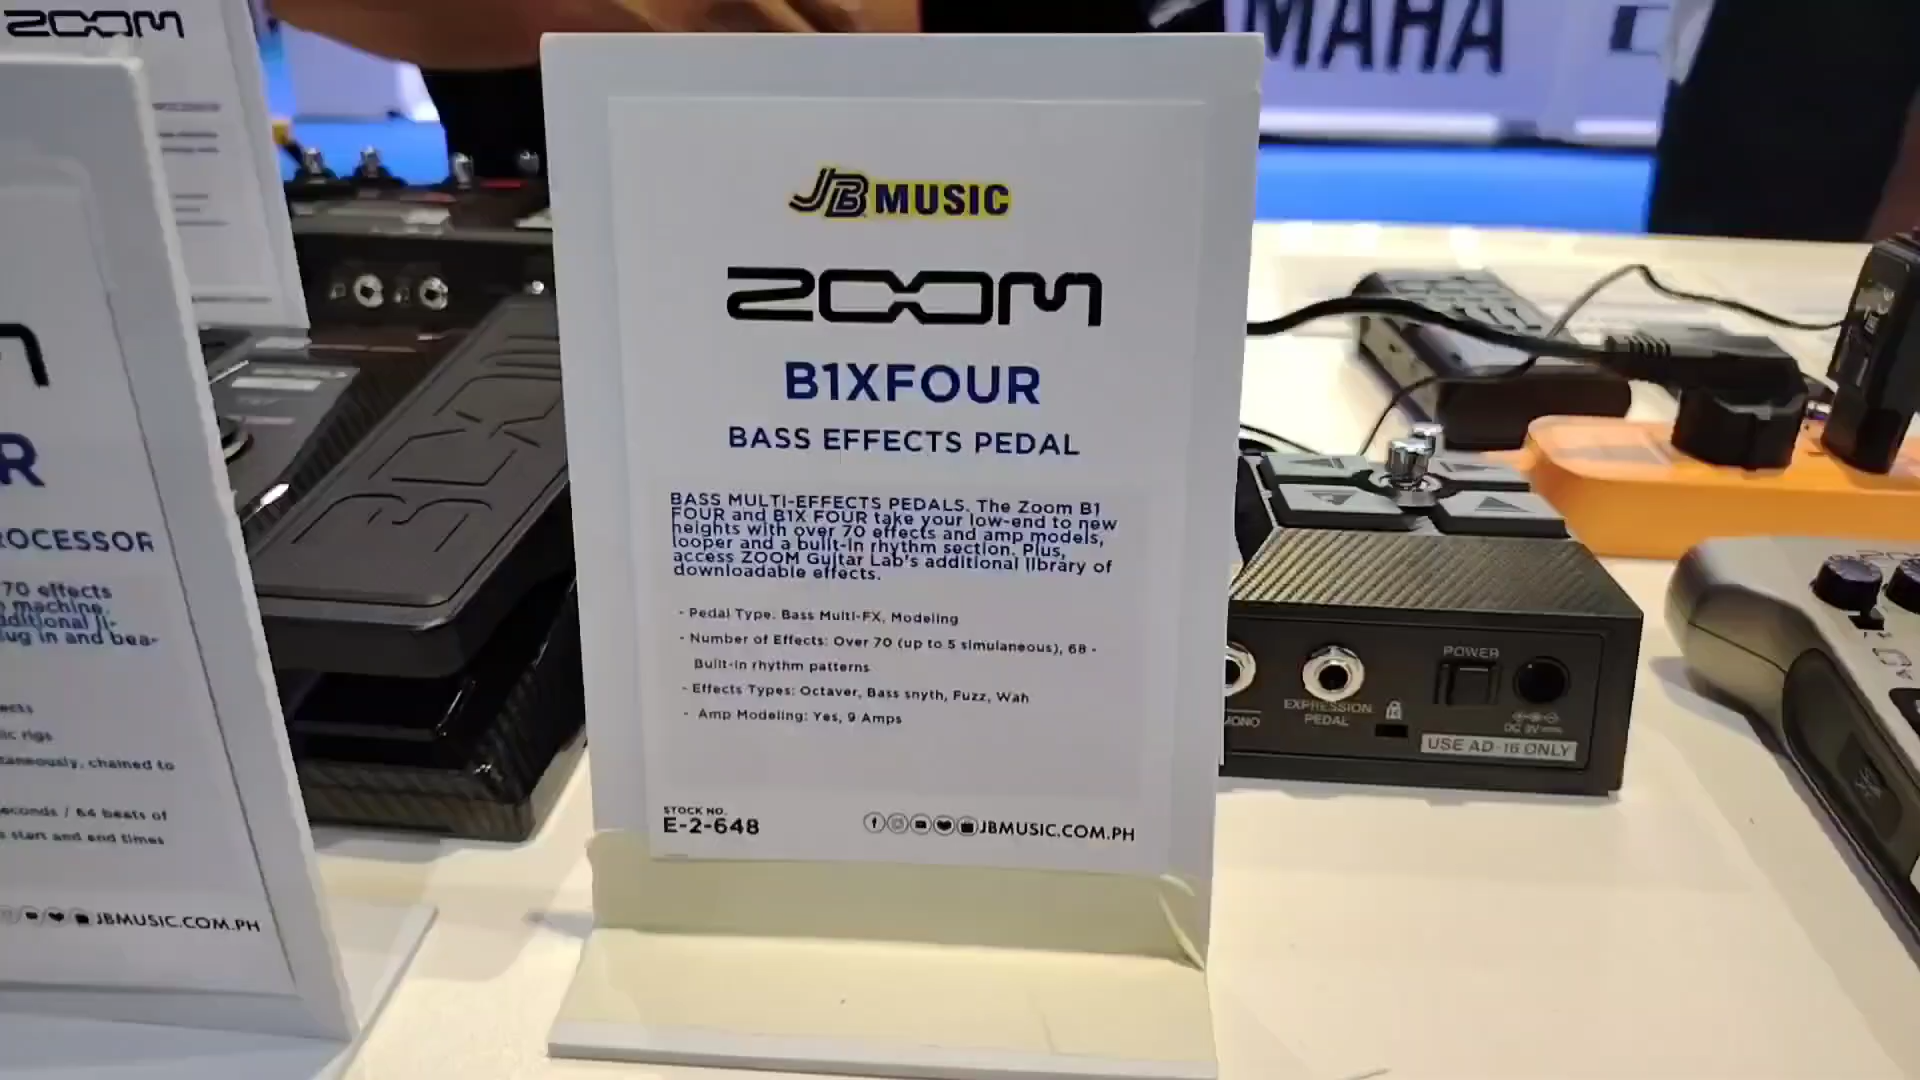 ZOOM
MAHA
JB MUSIC
ZOOM
B1XFOUR
BASS EFFECTS PEDAL
BASS MULTI-EFFECTS PEDALS. The Zoom B1
FOUR and B1X FOUR take your low-end to new
heights with over 70 effects and amp models,
looper and a built-in rhythm section. Plus,
access ZOOM Guitar Lab's additional library of
downloadable effects.
- Pedal Type: Bass Multi-FX, Modeling
- Number of Effects: Over 70 (up to 5 simulaneous), 68 -
Built-in rhythm patterns
- Effects Types: Octaver, Bass snyth, Fuzz, Wah
- Amp Modeling: Yes, 9 Amps
STOCK NO.
E-2-648
JBMUSIC.COM.PH
R
ROCESSOR
70 effects
machine.
dditional li-
lug in and bea-
ects
ic rigs
taneously, chained to
econds / 64 beats of
start and end times
JBMUSIC.COM.PH
MONO
EXPRESSION
PEDAL
POWER
DC 9V
USE AD-16 ONLY
ZOOM